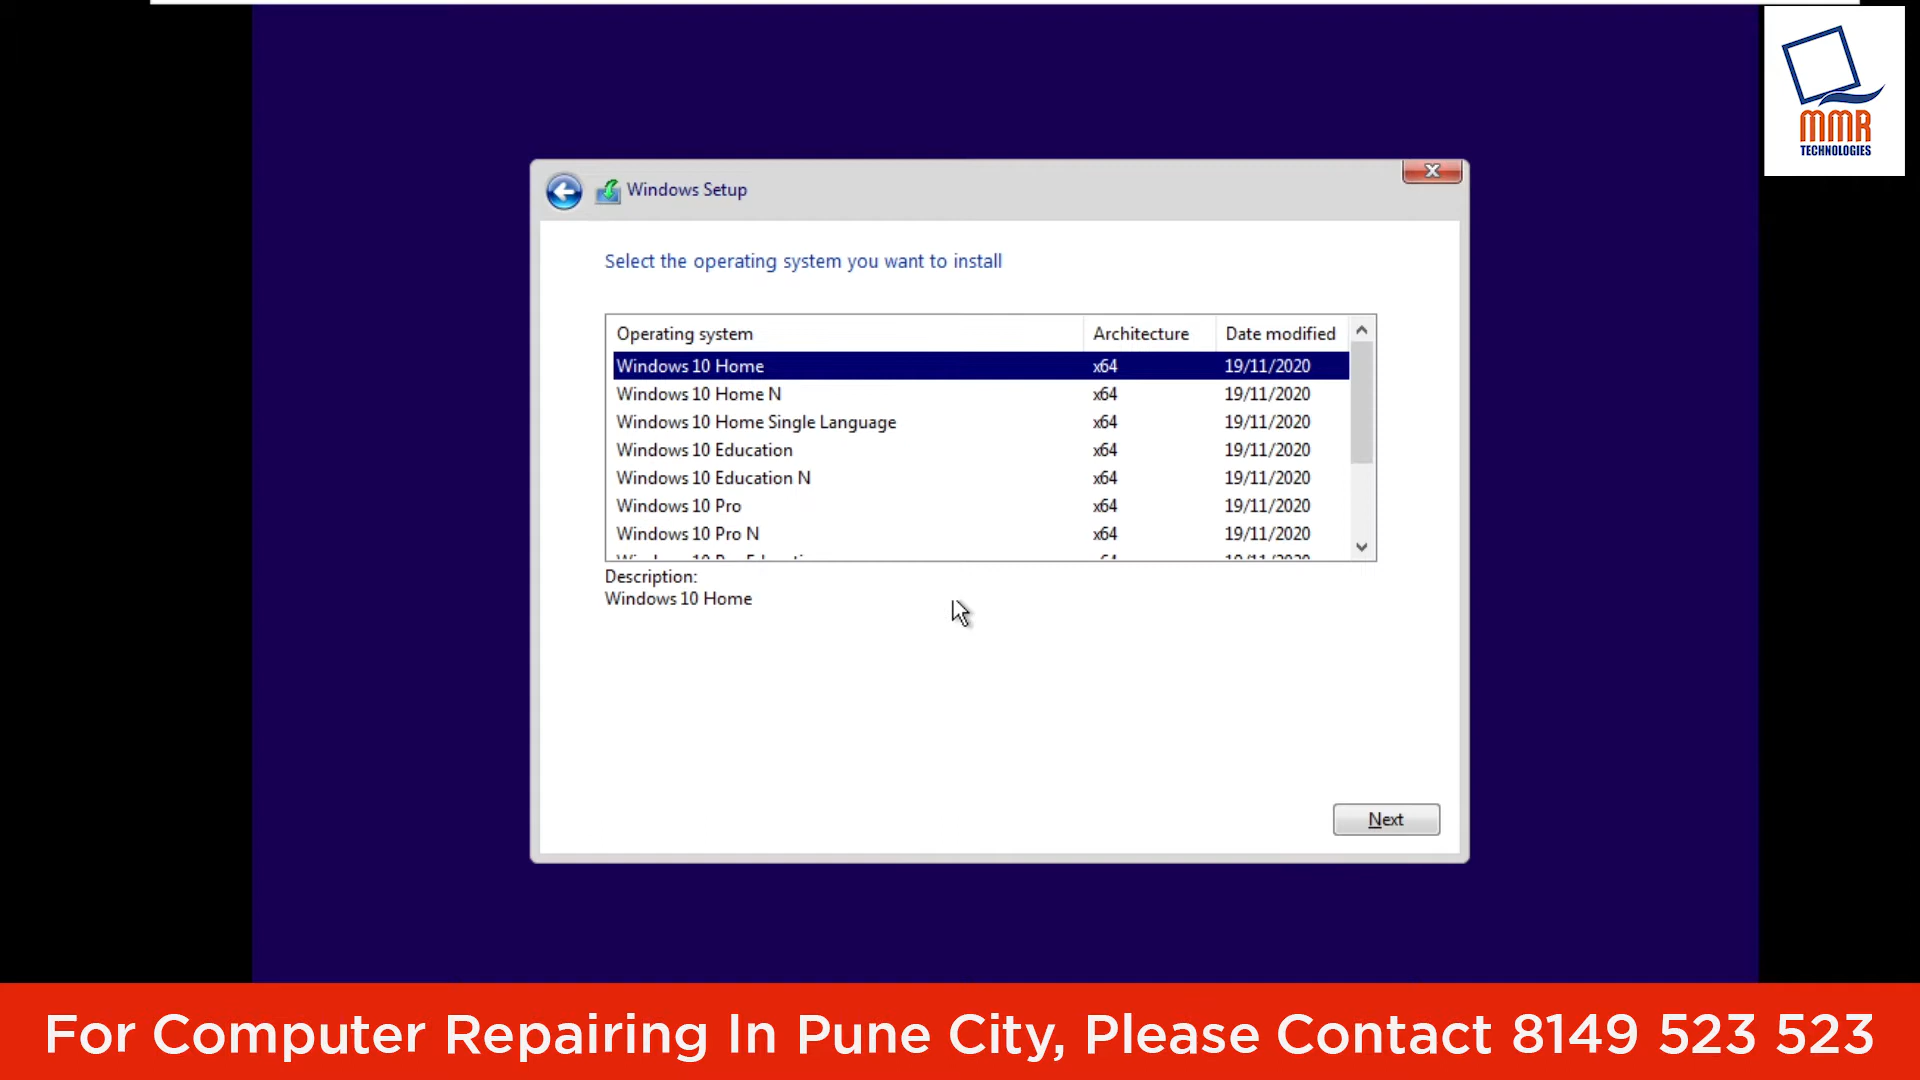 MMR
TECHNOLOGIES
Windows Setup
Select the operating system you want to install
Operating system Architecture Date modified
Windows 10 Home x64 19/11/2020
Windows 10 Home N x64 19/11/2020
Windows 10 Home Single Language x64 19/11/2020
Windows 10 Education x64 19/11/2020
Windows 10 Education N x64 19/11/2020
Windows 10 Pro x64 19/11/2020
Windows 10 Pro N x64 19/11/2020
Description:
Windows 10 Home
Next
For Computer Repairing In Pune City, Please Contact 8149 523 523